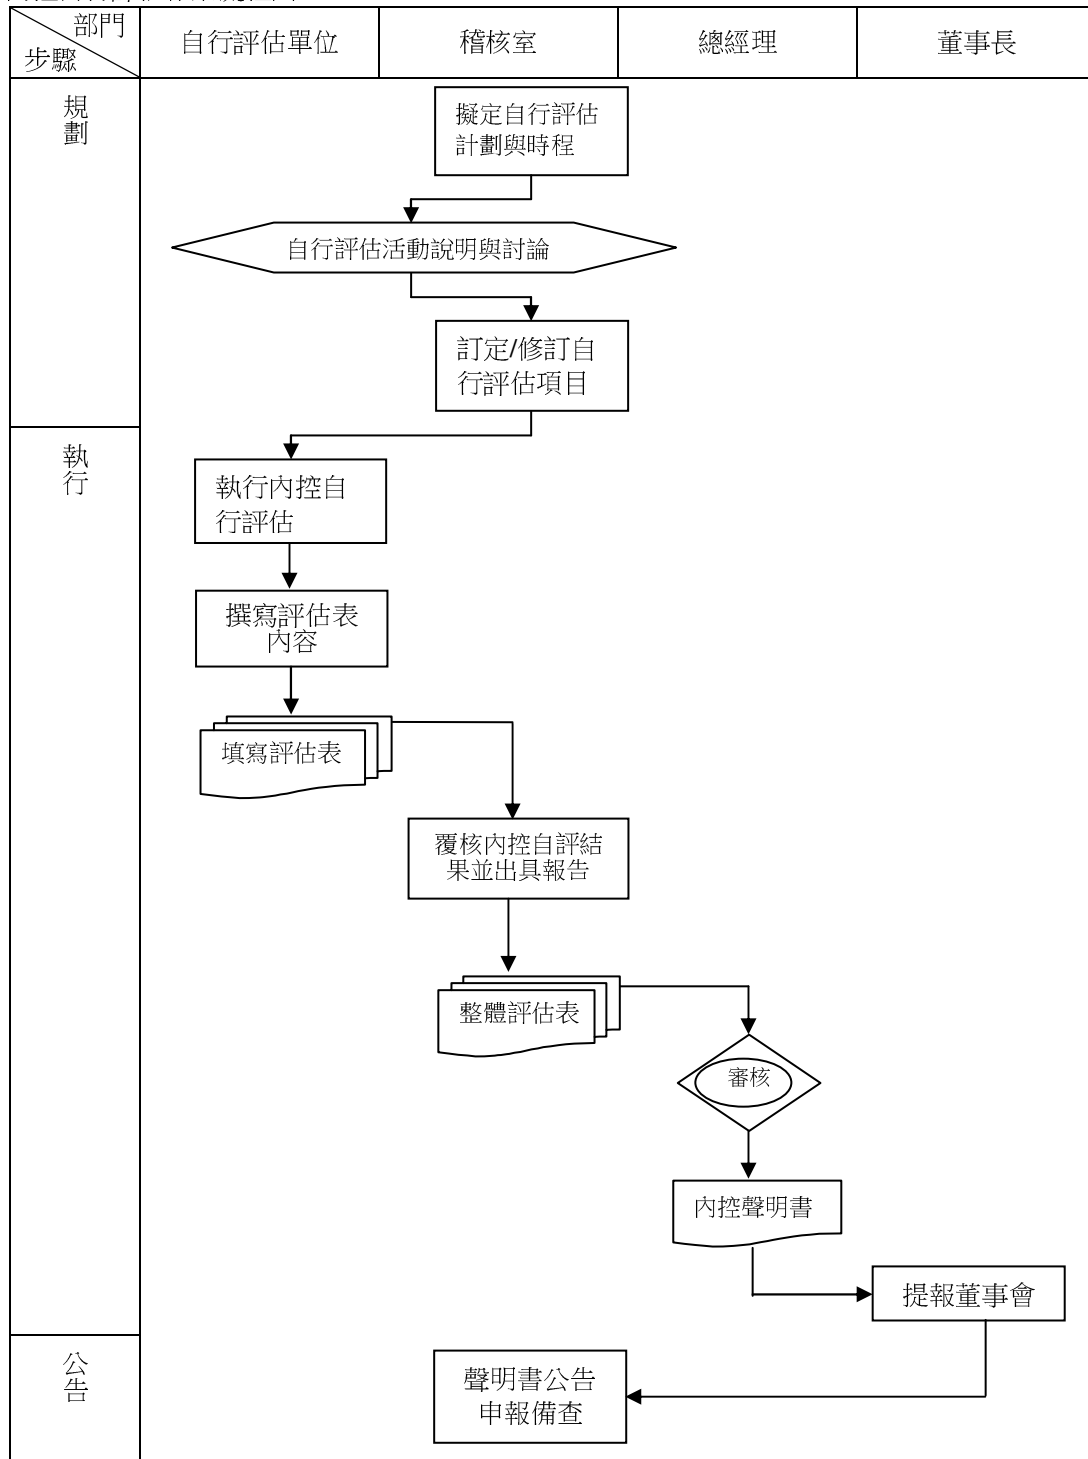 部門
步驟
自行評估單位
稽核室
總經理
董事長
規劃
擬定自行評估
計劃與時程
自行評估活動說明與討論
訂定/修訂自
行評估項目
執行
執行內控自
行評估
撰寫評估表
內容
填寫評估表
覆核內控自評結
果並出具報告
整體評估表
審核
內控聲明書
提報董事會
公告
聲明書公告
申報備查